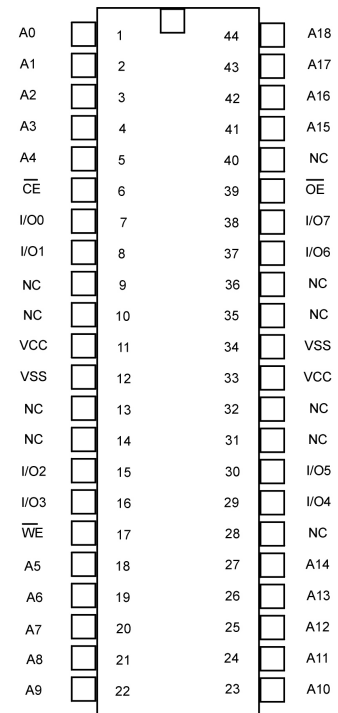 A0 1 44 A18
A1 2 43 A17
A2 3 42 A16
A3 4 41 A15
A4 5 40 NC
C̅E̅ 6 39 O̅E̅
I/O0 7 38 I/O7
I/O1 8 37 I/O6
NC 9 36 NC
NC 10 35 NC
VCC 11 34 VSS
VSS 12 33 VCC
NC 13 32 NC
NC 14 31 NC
I/O2 15 30 I/O5
I/O3 16 29 I/O4
W̅E̅ 17 28 NC
A5 18 27 A14
A6 19 26 A13
A7 20 25 A12
A8 21 24 A11
A9 22 23 A10